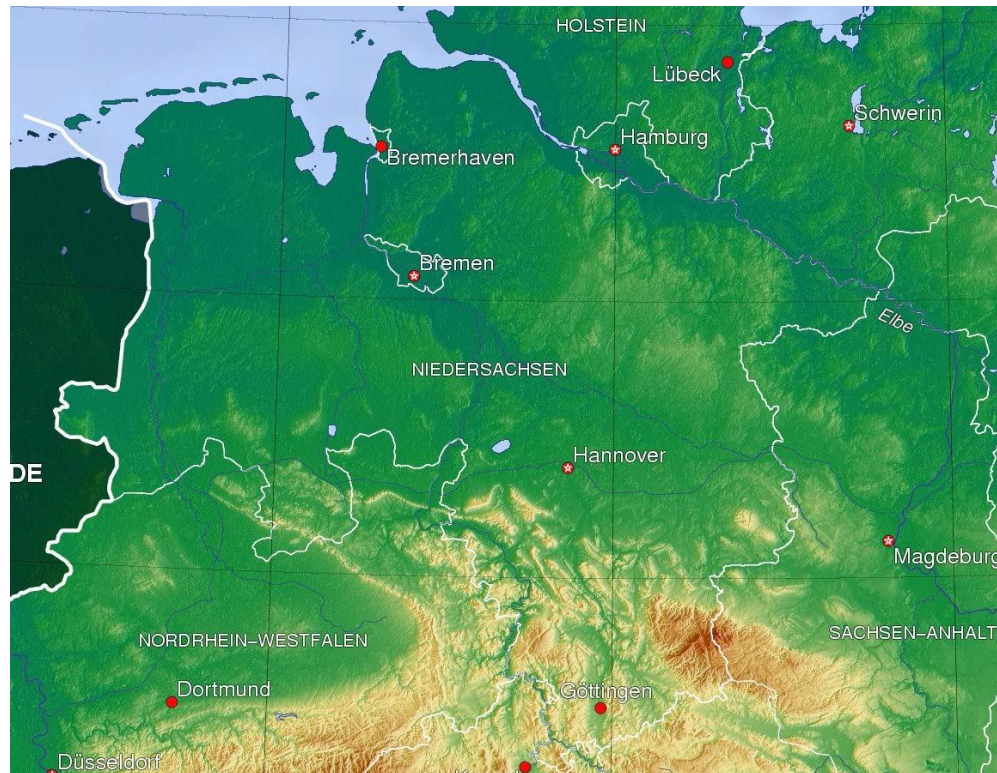 HOLSTEIN
Lübeck
Schwerin
Hamburg
Bremerhaven
Bremen
Elbe
NIEDERSACHSEN
Hannover
DE
Magdeburg
SACHSEN-ANHALT
NORDRHEIN-WESTFALEN
Dortmund
Göttingen
Düsseldorf